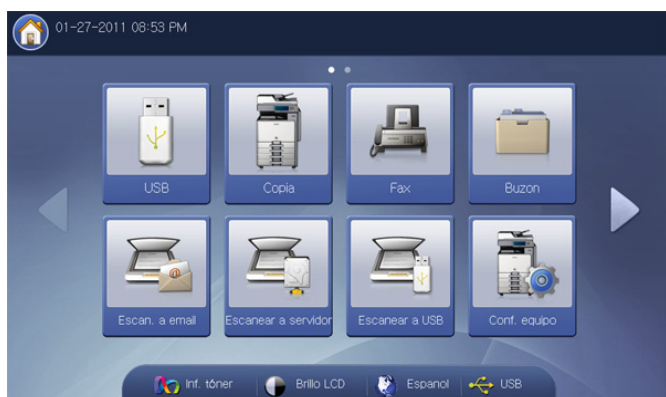 01-27-2011 08:53 PM
USB
Copia
Fax
Buzon
Escan. a email
Escanear a servidor
Escanear a USB
Conf. equipo
Inf. tóner
Brillo LCD
Espanol
USB